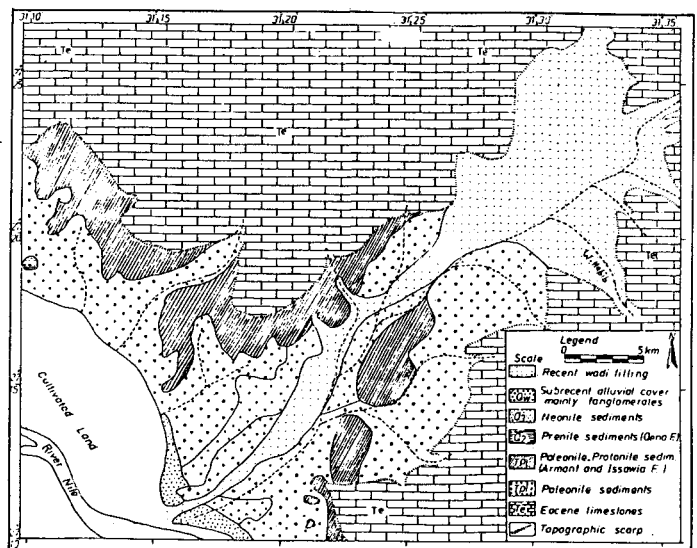 31,10 31,15 31,20 31,25 31,30 31,35
Te
Te
Te
Te
Cultivated Land
River Nile
Te
Legend
Scale 0 5 km
Recent wadi filling
Subrecent alluvial cover
mainly fanglomerates
Neonile sediments
Prenile sediments (Qena F.)
Paleonile, Protonile sedim.
(Armant and Issawia F.)
Paleonile sediments
Eocene limestones
Topographic scarp